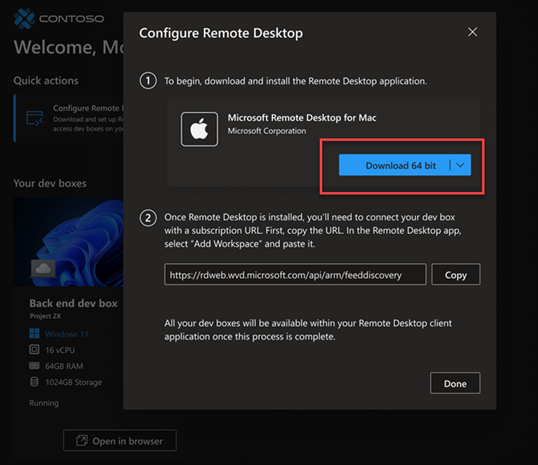 CONTOSO
Welcome, Mo
Quick actions
Configure Remote D
Download and set up R
access dev boxes on yo
Your dev boxes
Back end dev box
Project 2X
Windows 11
16 vCPU
64GB RAM
1024GB Storage
Running
Open in browser
Configure Remote Desktop
1 To begin, download and install the Remote Desktop application.
Microsoft Remote Desktop for Mac
Microsoft Corporation
Download 64 bit
2 Once Remote Desktop is installed, you'll need to connect your dev box
with a subscription URL. First, copy the URL. In the Remote Desktop app,
select “Add Workspace” and paste it.
https://rdweb.wvd.microsoft.com/api/arm/feeddiscovery
Copy
All your dev boxes will be available within your Remote Desktop client
application once this process is complete.
Done